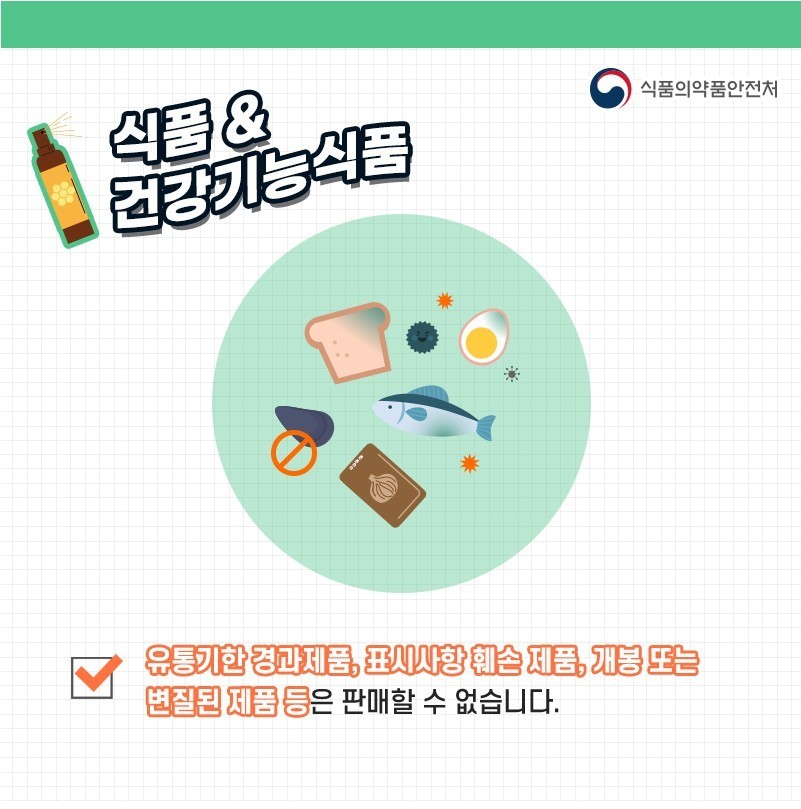 식품의약품안전처
식품 &
건강기능식품
유통기한 경과제품, 표시사항 훼손 제품, 개봉 또는
변질된 제품 등은 판매할 수 없습니다.